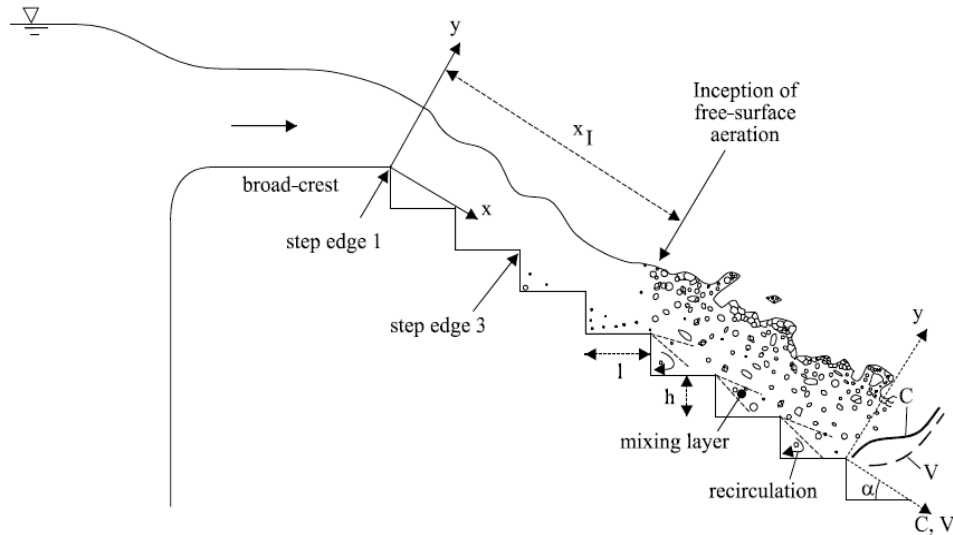 y
Inception of
free-surface
aeration
x_I
broad-crest
x
step edge 1
step edge 3
y
l
h
C
mixing layer
V
recirculation
α
C, V